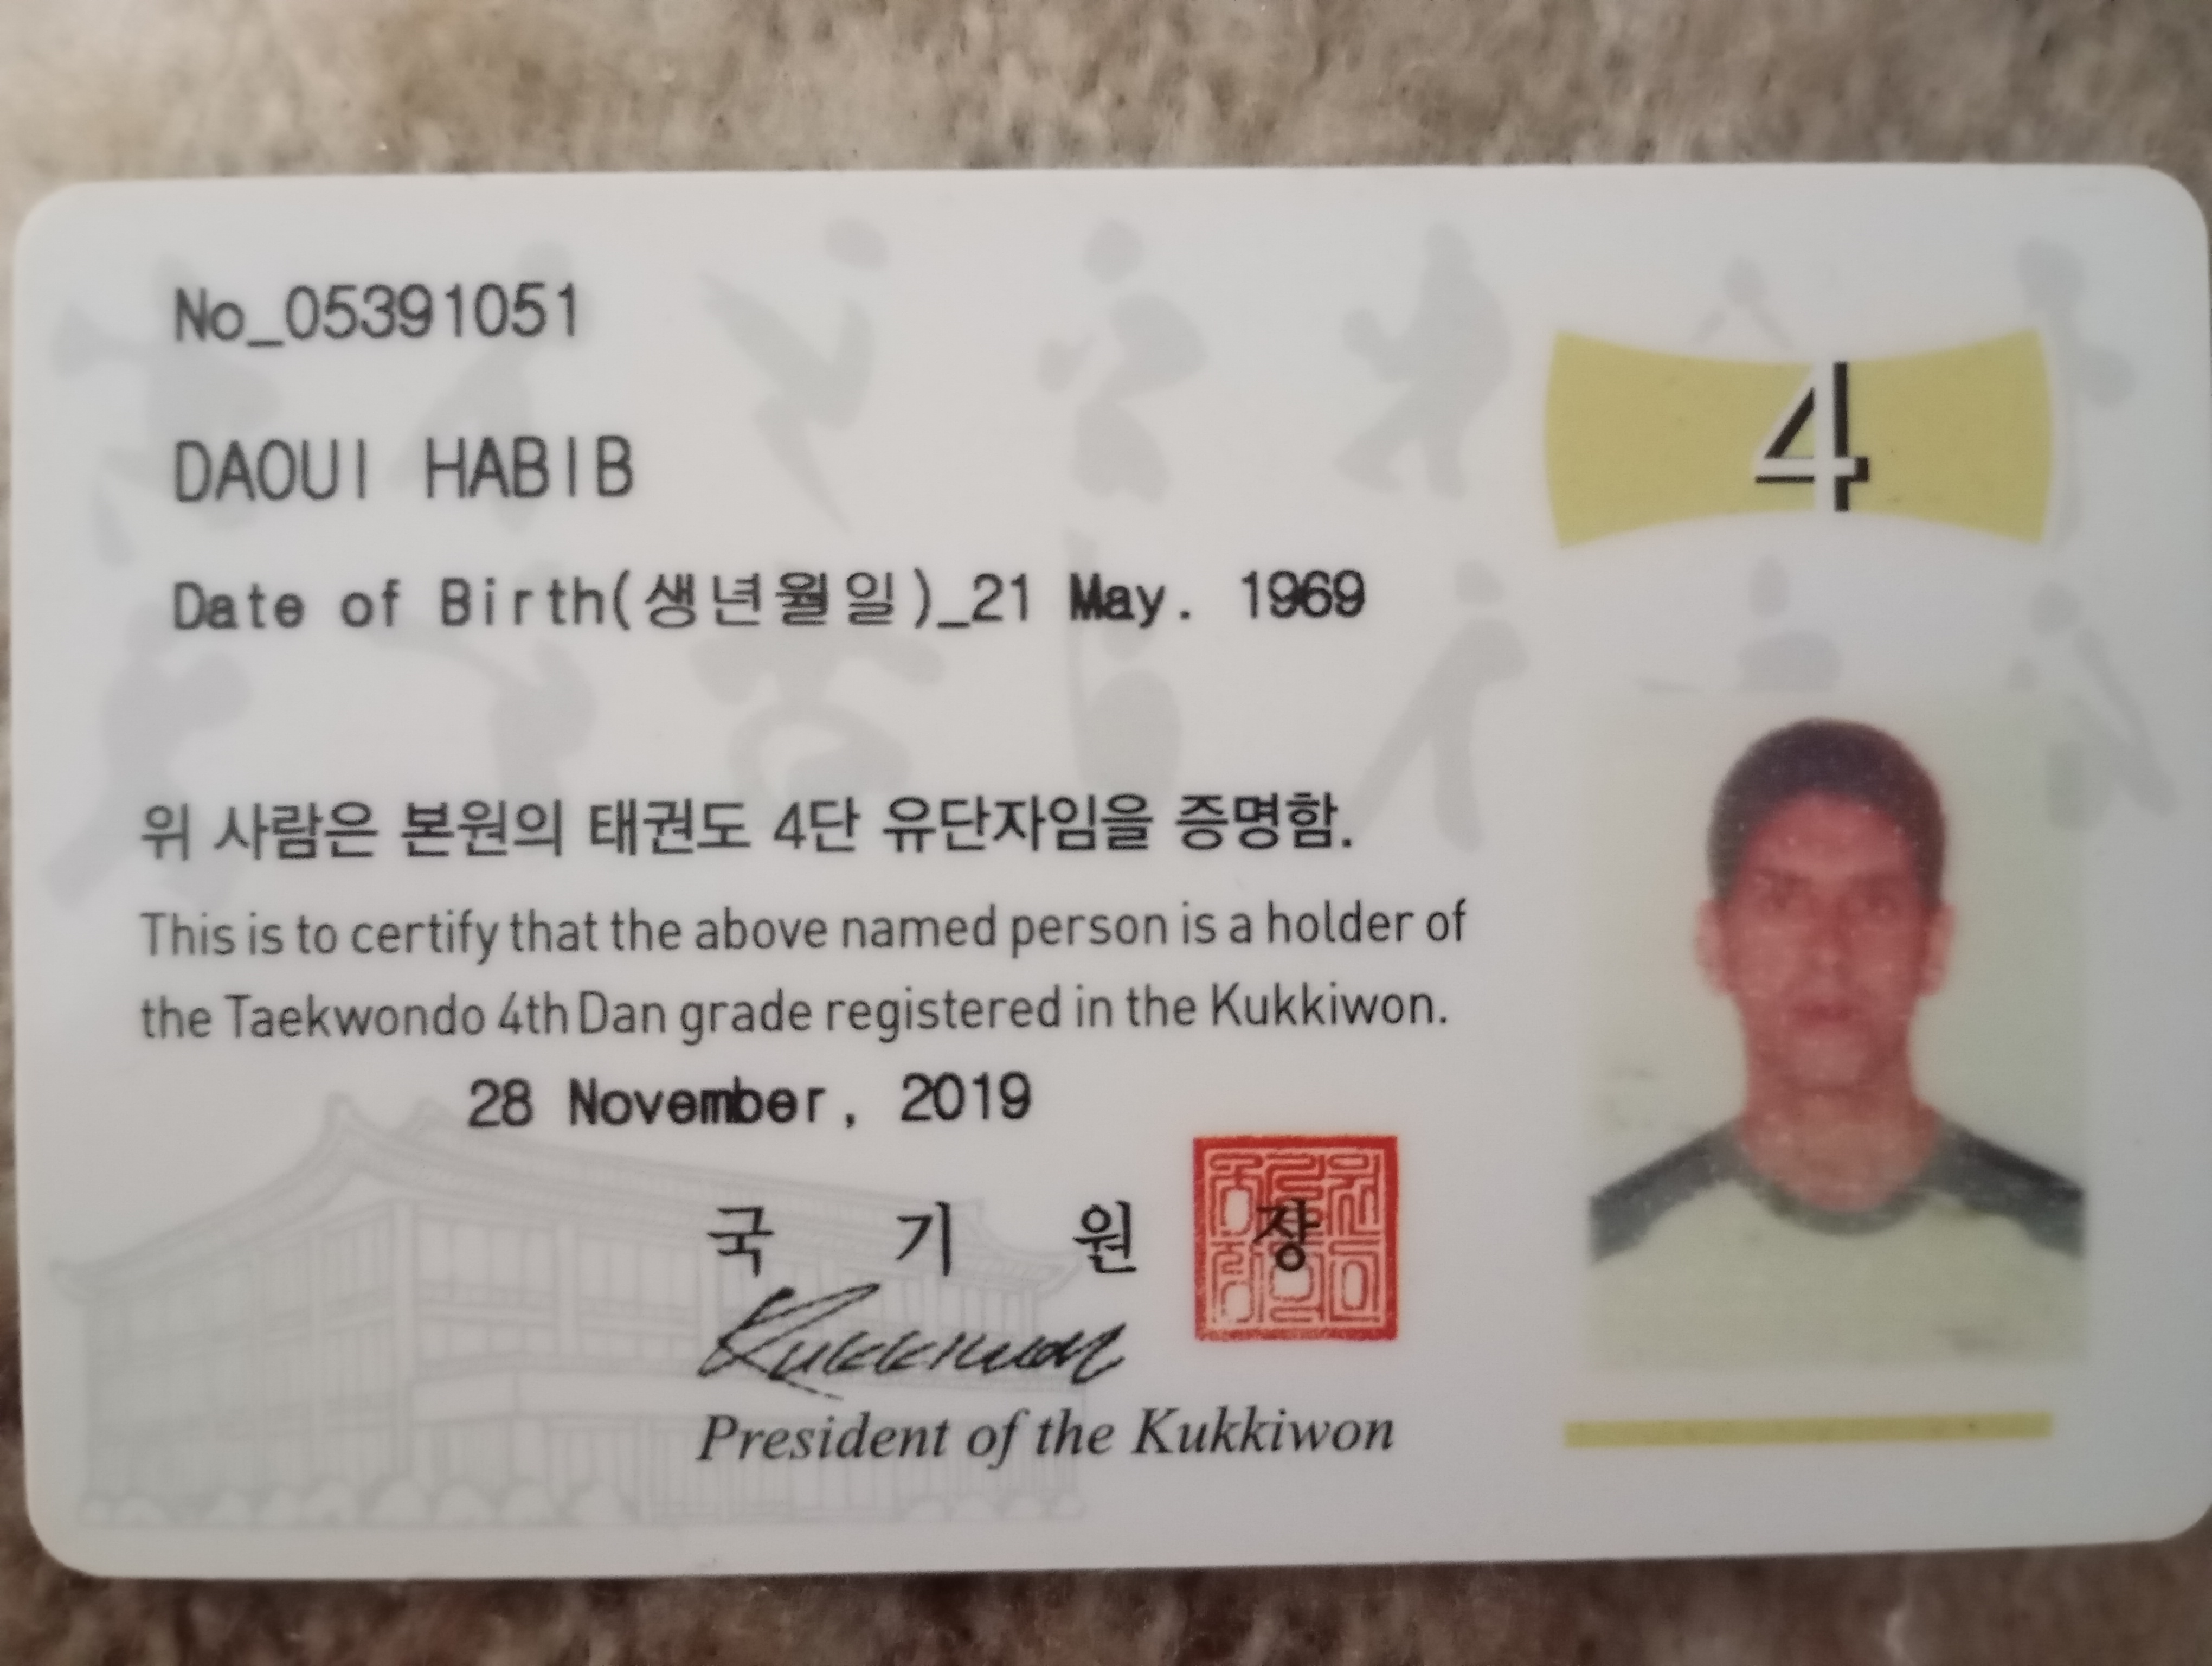 No_05391051
4
DAOUI HABIB
Date of Birth(생년월일)_21 May. 1969
위 사람은 본원의 태권도 4단 유단자임을 증명함.
This is to certify that the above named person is a holder of
the Taekwondo 4th Dan grade registered in the Kukkiwon.
28 November, 2019
국 기 원 장
Kukkiwon
President of the Kukkiwon